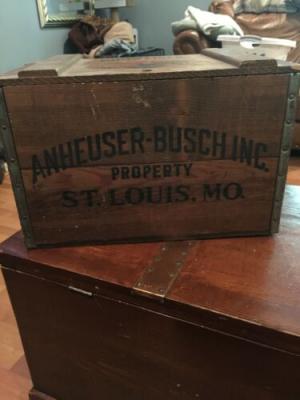 ANHEUSER-BUSCH INC.
PROPERTY
ST. LOUIS, MO.